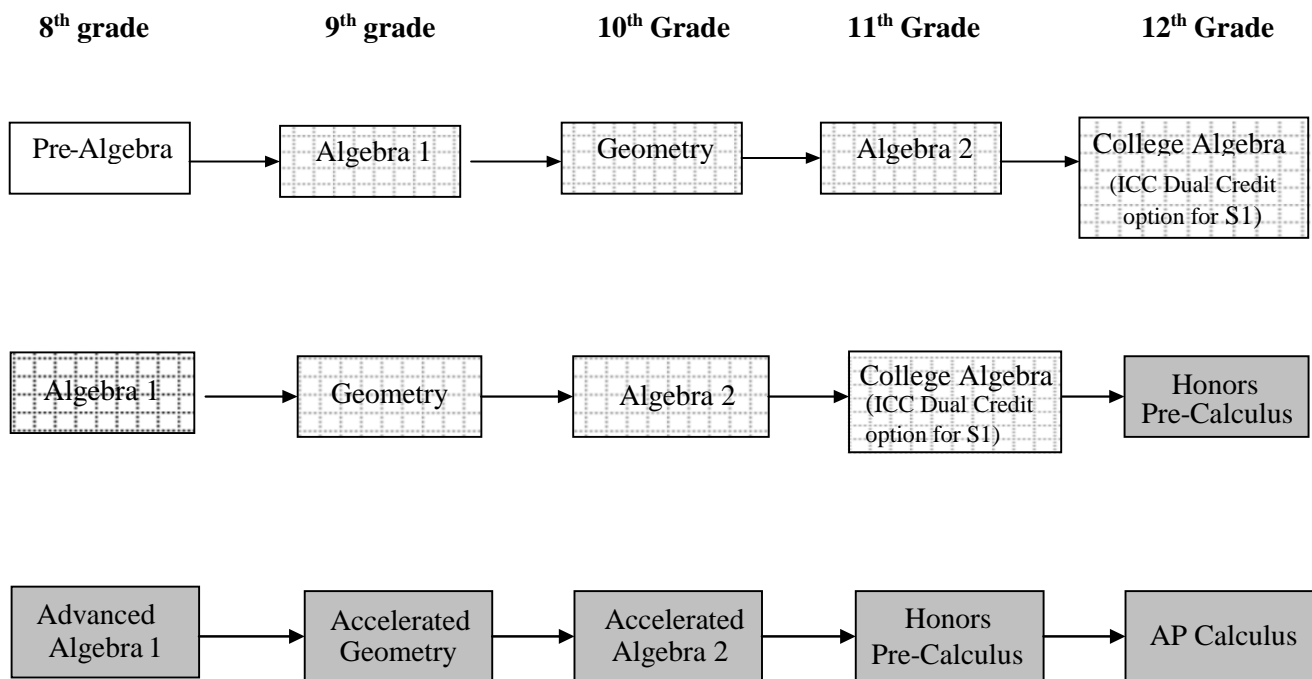 8th grade 9th grade 10th Grade 11th Grade 12th Grade
Pre-Algebra
Algebra 1
Geometry
Algebra 2
College Algebra
(ICC Dual Credit
option for S1)
Algebra 1
Geometry
Algebra 2
College Algebra
(ICC Dual Credit
option for S1)
Honors
Pre-Calculus
Advanced
Algebra 1
Accelerated
Geometry
Accelerated
Algebra 2
Honors
Pre-Calculus
AP Calculus